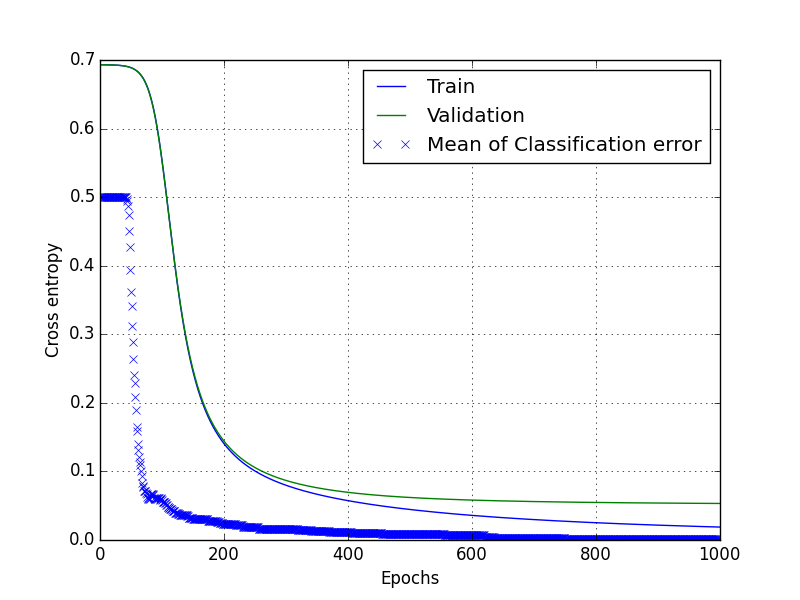 0.7
0.6
0.5
0.4
0.3
0.2
0.1
0.0
Cross entropy
Train
Validation
Mean of Classification error
0 200 400 600 800 1000
Epochs